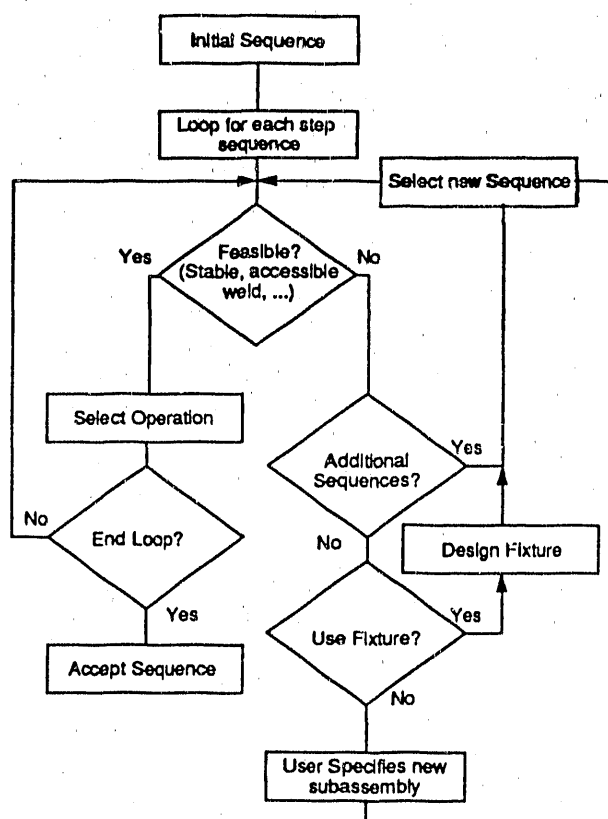 Initial Sequence
Loop for each step
sequence
Select new Sequence
Yes
Feasible?
(Stable, accessible
weld, ...)
No
Select Operation
Additional
Sequences?
Yes
No
End Loop?
No
Design Fixture
Yes
Use Fixture?
Yes
Accept Sequence
No
User Specifies new
subassembly